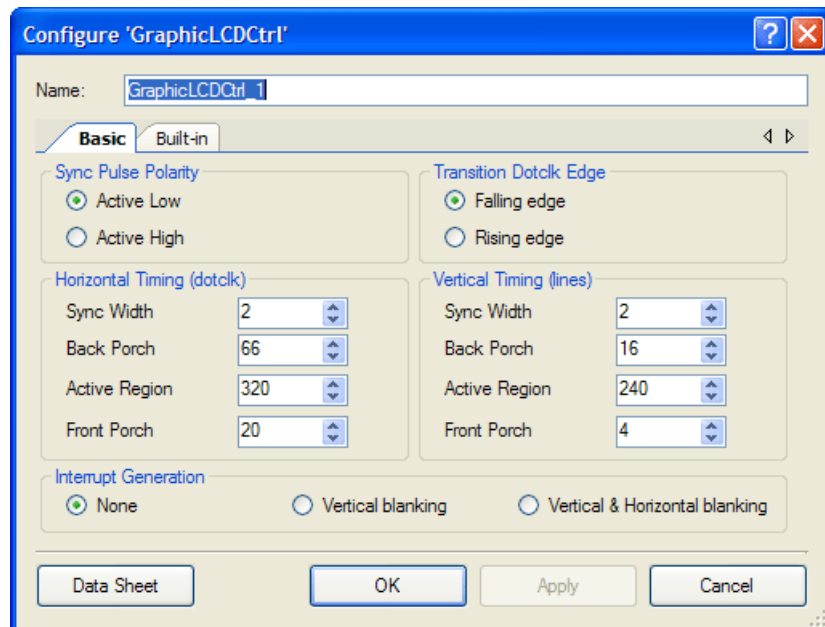 Configure 'GraphicLCDCtrl'
Name: GraphicLCDCtrl_1
Basic Built-in
Sync Pulse Polarity Transition Dotclk Edge
Active Low Falling edge
Active High Rising edge
Horizontal Timing (dotclk) Vertical Timing (lines)
Sync Width 2 Sync Width 2
Back Porch 66 Back Porch 16
Active Region 320 Active Region 240
Front Porch 20 Front Porch 4
Interrupt Generation
None Vertical blanking Vertical & Horizontal blanking
Data Sheet OK Apply Cancel